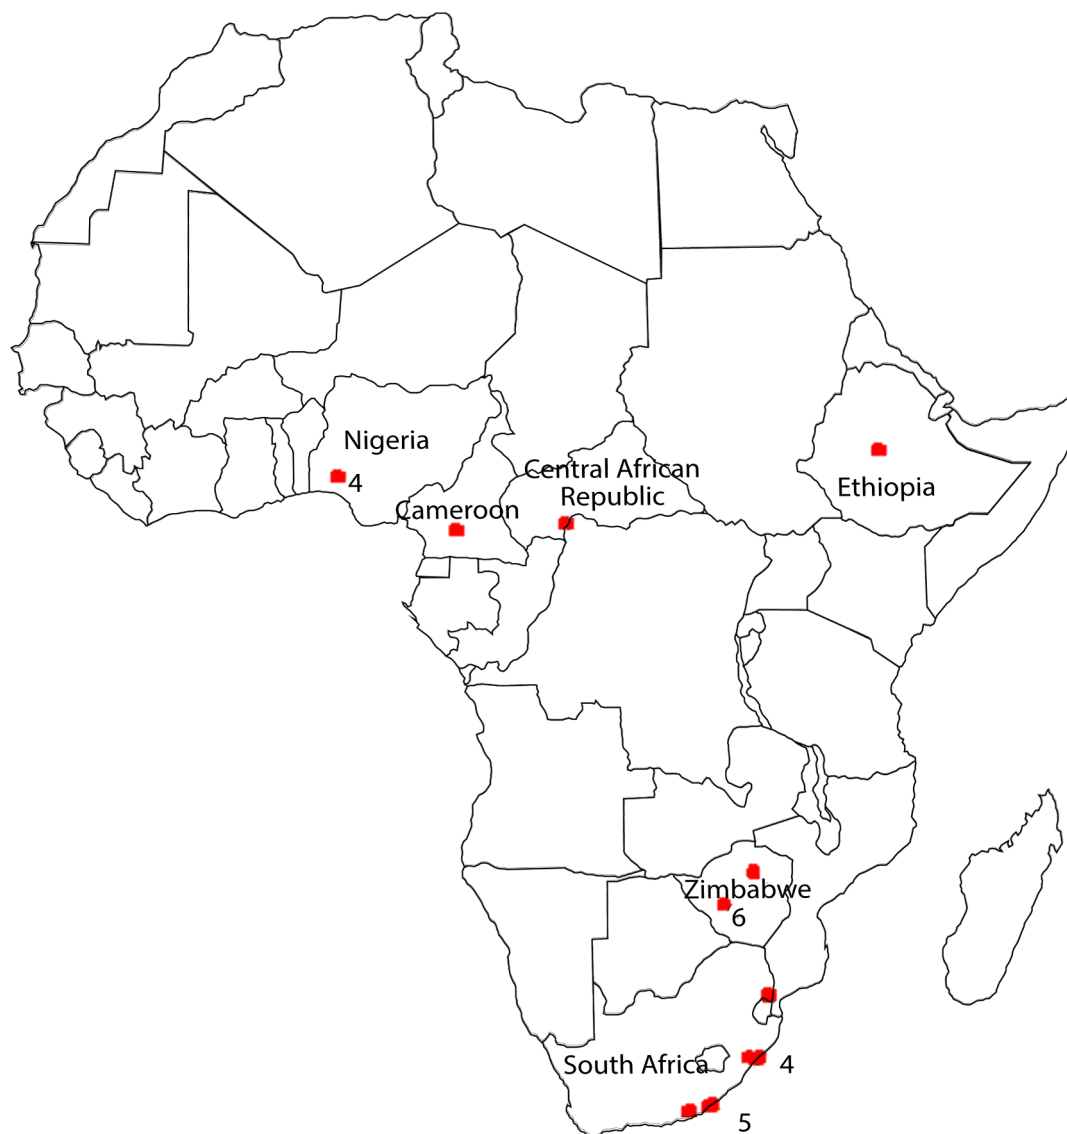 Nigeria
4
Central African
Republic
Cameroon
Ethiopia
Zimbabwe
6
South Africa
4
5